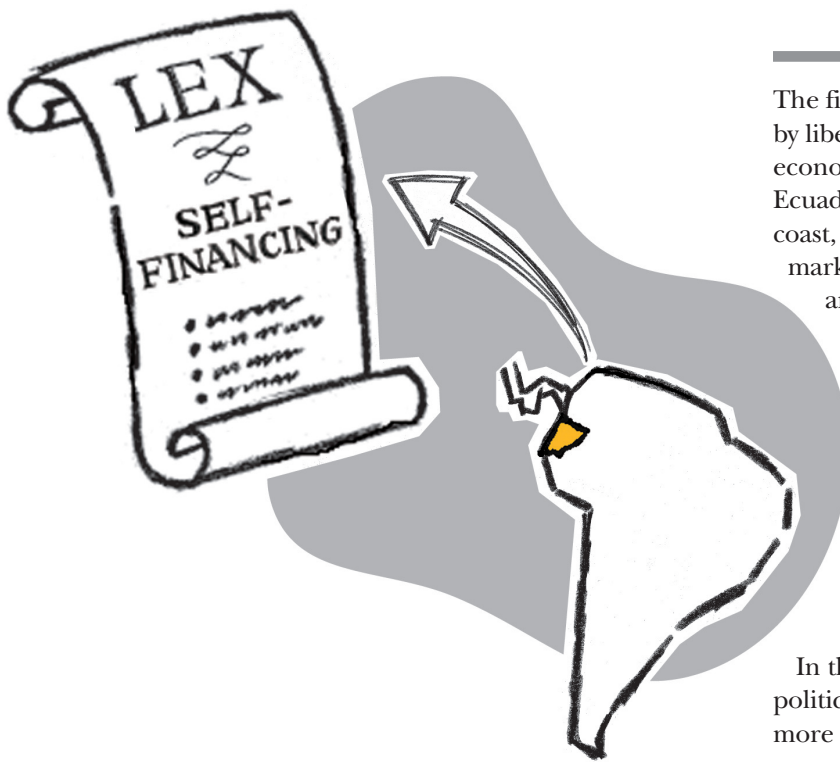 LEX
SELF-
FINANCING
The fi
by libe
econo
Ecuad
coast,
mark
a
In th
politic
more